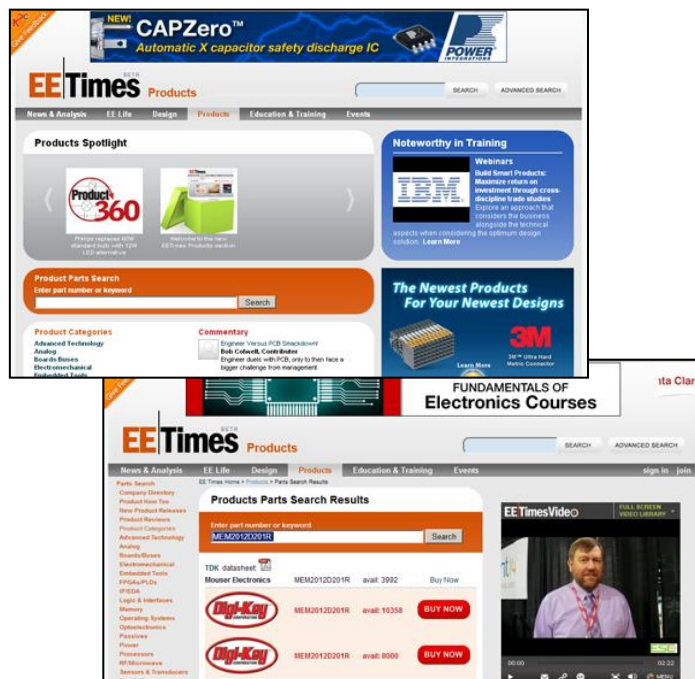 Give Feedback
NEW!
CAPZero™
Automatic X capacitor safety discharge IC
POWER
INTEGRATIONS
EETimes BETA Products
SEARCH ADVANCED SEARCH
News & Analysis EE Life Design Products Education & Training Events
Products Spotlight
Product
360
Philips replaces 60W
standard bulb with 12W
LED alternative
EETimes
Welcome to the new
EETimes Products section
Noteworthy in Training
IBM
Webinars
Build Smart Products:
Maximize return on
investment through cross-
discipline trade studies
Explore an approach that
considers the business
alongside the technical
aspects when considering the optimum design
solution. Learn More
Product Parts Search
Enter part number or keyword
Search
Product Categories
Advanced Technology
Analog
Boards Buses
Electromechanical
Embedded Tools
Commentary
Engineer Versus PCB Smackdown!
Bob Colwell, Contributor
Engineer duels with PCB, only to then face a
bigger challenge from management
The Newest Products
For Your Newest Designs
3M
3M™ Ultra Hard
Metric Connector
Learn More
FUNDAMENTALS OF
Electronics Courses
nta Clar
EETimes BETA Products
SEARCH ADVANCED SEARCH
News & Analysis EE Life Design Products Education & Training Events sign in join
EE Times Home > Products > Parts Search Results
Parts Search
Company Directory
Product How Tos
New Product Releases
Product Reviews
Product Categories
Advanced Technology
Analog
Boards/Buses
Electromechanical
Embedded Tools
FPGAs/PLDs
IP/EDA
Logic & Interfaces
Memory
Operating Systems
Optoelectronics
Passives
Power
Processors
RF/Microwave
Sensors & Transducers
Products Parts Search Results
Enter part number or keyword
MEM2012D201R Search
TDK datasheet
Mouser Electronics MEM2012D201R avail: 3992 Buy Now
Digi-Key CORPORATION MEM2012D201R avail: 10358 BUY NOW
Digi-Key CORPORATION MEM2012D201R avail: 8000 BUY NOW
EETimesVideo
FULL SCREEN
VIDEO LIBRARY
00:00 02:22
MENU